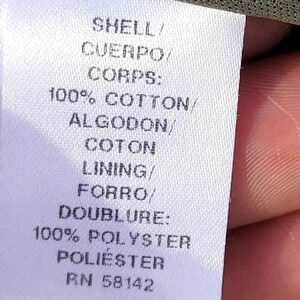 SHELL/
CUERPO/
CORPS:
100% COTTON/
ALGODON/
COTON
LINING/
FORRO/
DOUBLURE:
100% POLYSTER
POLIÉSTER
RN 58142